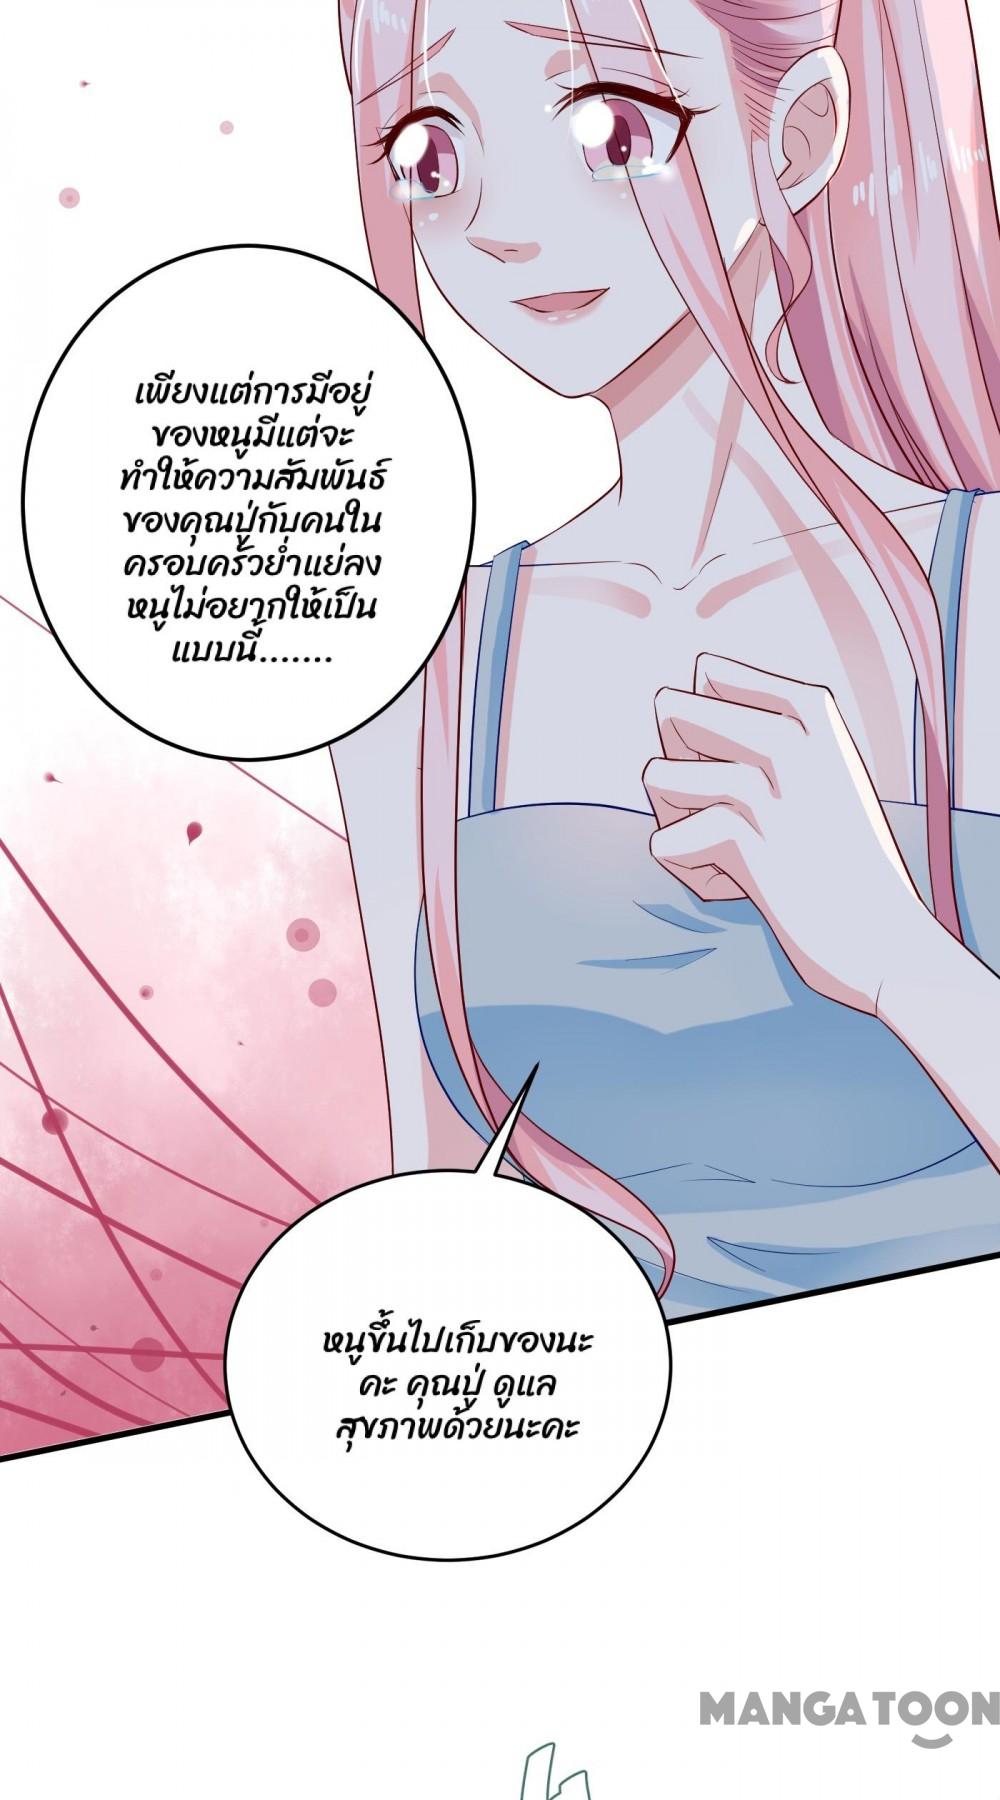 เพียงแต่การมีอยู่
ของหนูมีแต่จะ
ทำให้ความสัมพันธ์
ของคุณปู่กับคนใน
ครอบครัวย่ำแย่ลง
หนูไม่อยากให้เป็น
แบบนี้.......
หนูขึ้นไปเก็บของนะ
คะ คุณปู่ ดูแล
สุขภาพด้วยนะคะ
MANGATOON